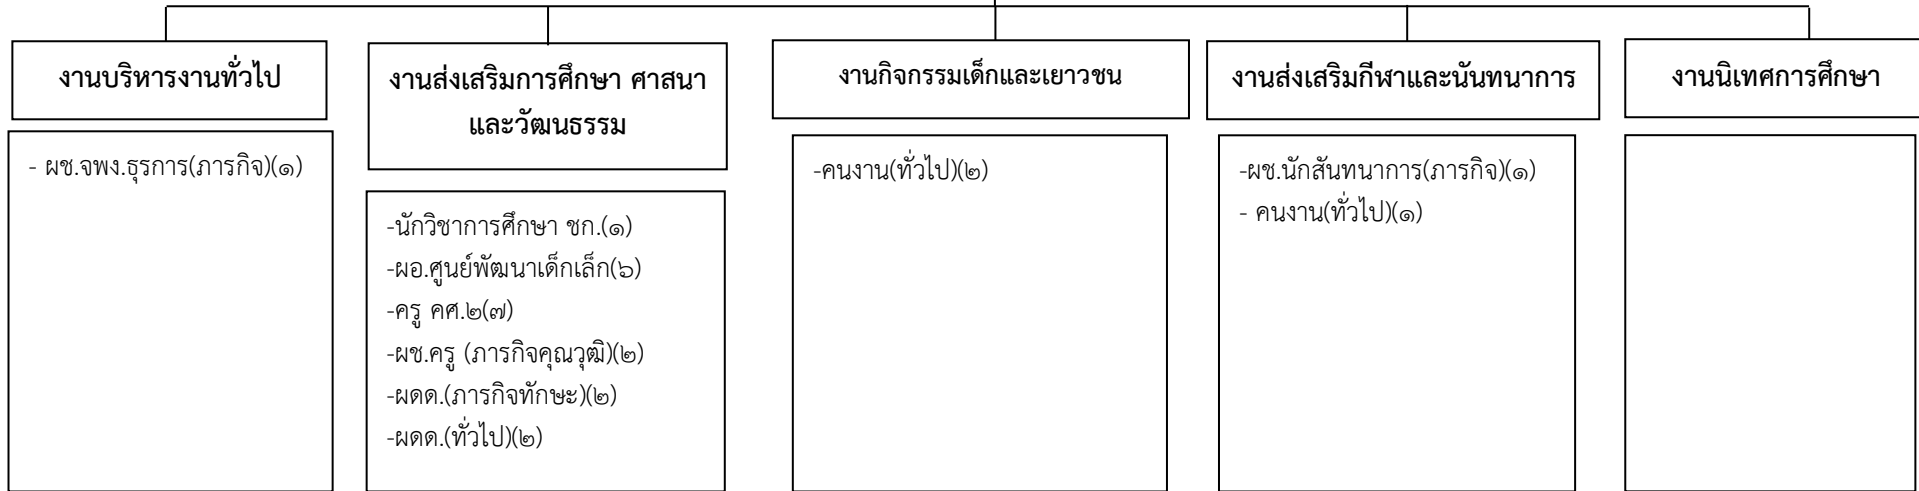 งานบริหารงานทั่วไป
- ผช.จพง.ธุรการ(ภารกิจ)(๑)
งานส่งเสริมการศึกษา ศาสนา
และวัฒนธรรม
-นักวิชาการศึกษา ชก.(๑)
-ผอ.ศูนย์พัฒนาเด็กเล็ก(๖)
-ครู คศ.๒(๗)
-ผช.ครู (ภารกิจคุณวุฒิ)(๒)
-ผดด.(ภารกิจทักษะ)(๒)
-ผดด.(ทั่วไป)(๒)
งานกิจกรรมเด็กและเยาวชน
-คนงาน(ทั่วไป)(๒)
งานส่งเสริมกีฬาและนันทนาการ
-ผช.นักสันทนาการ(ภารกิจ)(๑)
- คนงาน(ทั่วไป)(๑)
งานนิเทศการศึกษา